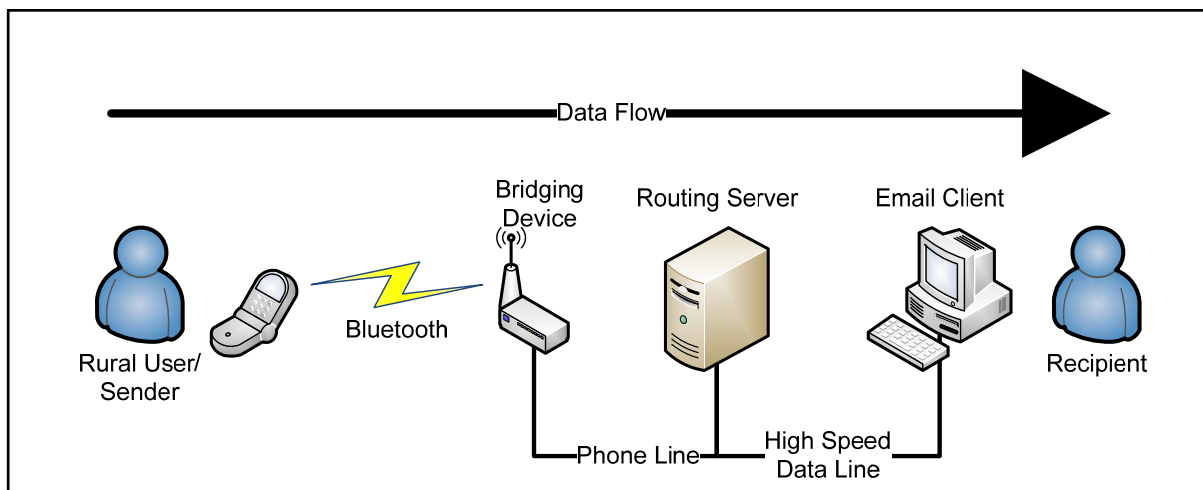 Data Flow
Bridging
Device
Routing Server
Email Client
Bluetooth
Rural User/
Sender
Recipient
Phone Line
High Speed
Data Line